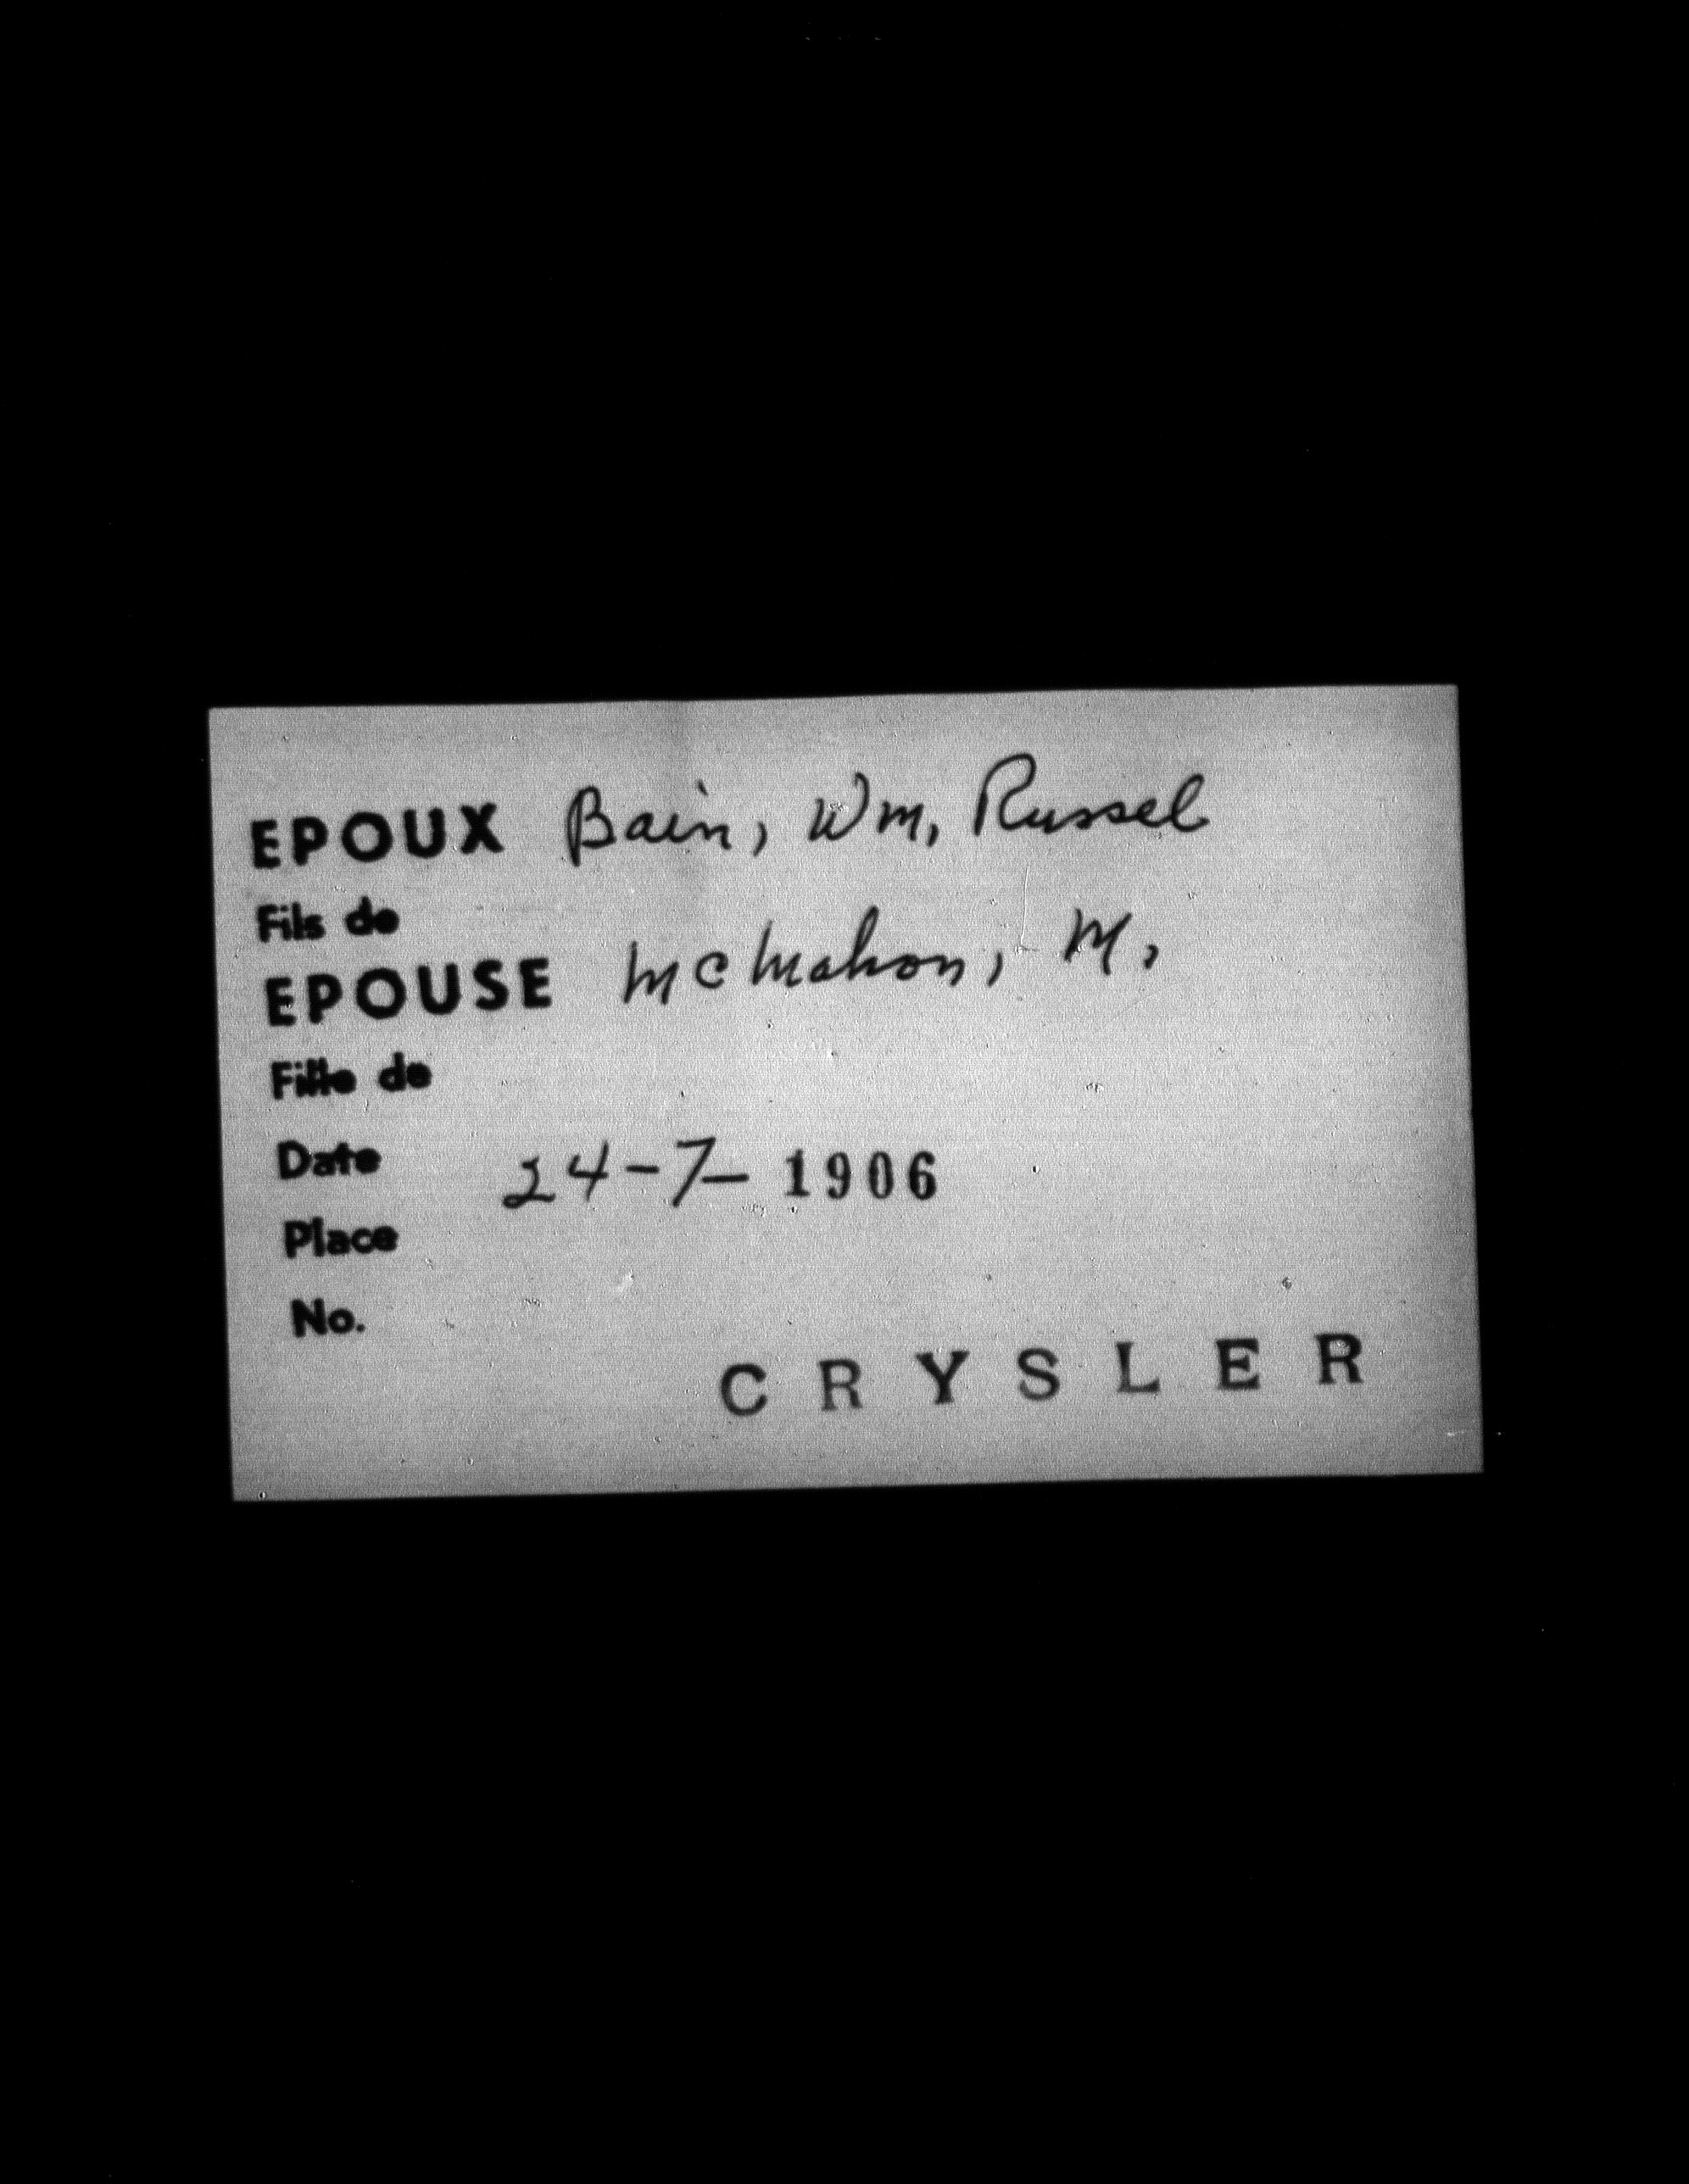 EPOUX Bain, Wm, Russel
Fils de
EPOUSE McMahon, M,
Fille de
Date 24-7- 1906
Place
No.
CRYSLER